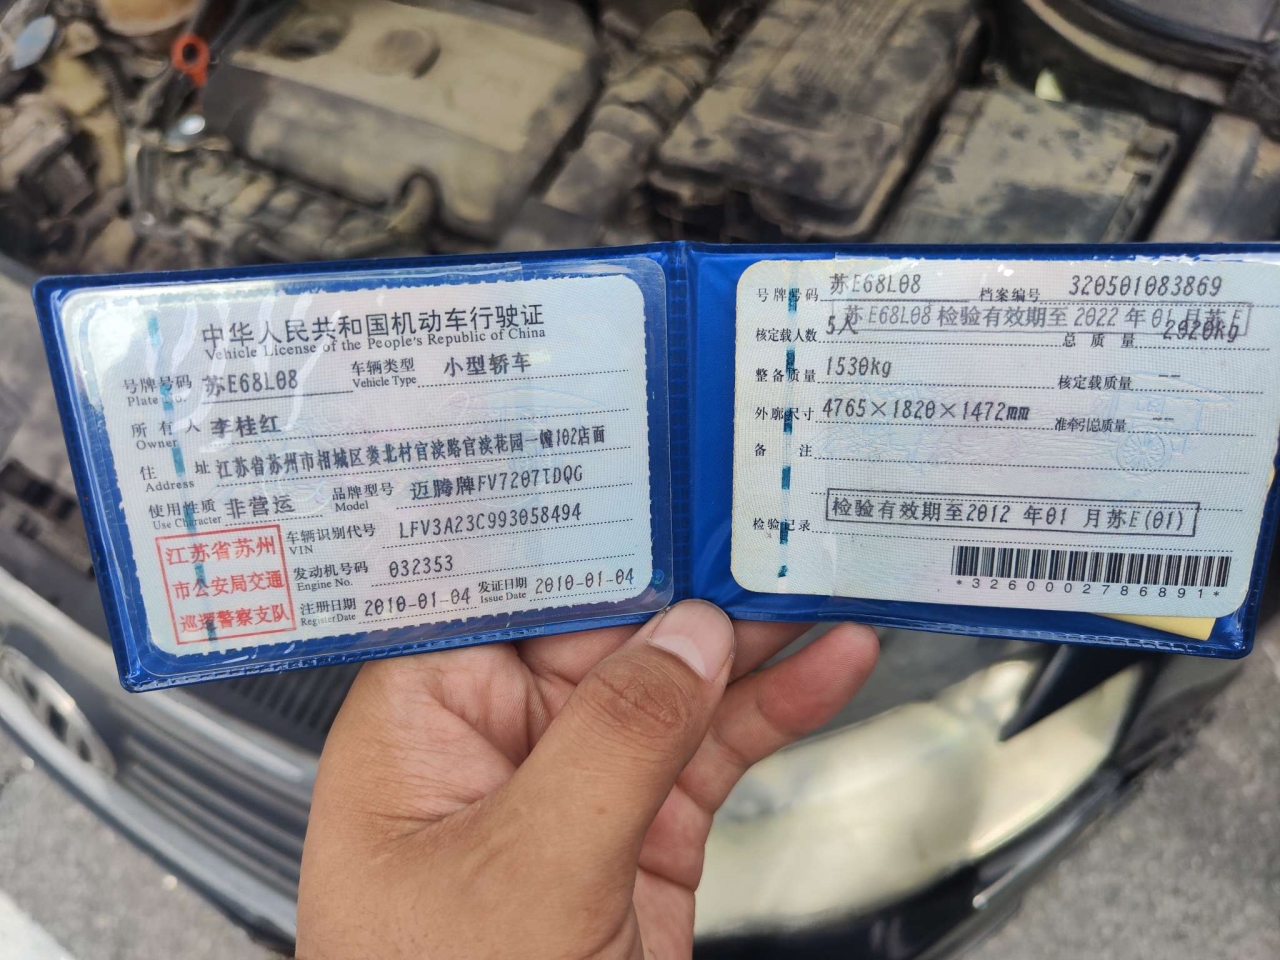 中华人民共和国机动车行驶证
Vehicle License of the People's Republic of China
号牌号码 苏E68L08 车辆类型 小型轿车
Plate No. Vehicle Type
所有人 李桂红
Owner
住址 江苏省苏州市相城区娄北村官渎路官渎花园一幢102店面
Address
使用性质 非营运 品牌型号 迈腾牌FV7207TDQG
Use Character Model
江苏省苏州
市公安局交通
巡逻警察支队
车辆识别代号 LFV3A23C993058494
VIN
发动机号码 032353
Engine No.
注册日期 2010-01-04 发证日期 2010-01-04
Register Date Issue Date
号牌号码 苏E68L08 档案编号 320501083869
苏E68L08检验有效期至2022年01月苏E
核定载人数 5人 总质量 2020kg
整备质量 1530kg 核定载质量 --
外廓尺寸 4765×1820×1472mm 准牵引总质量 --
备注
检验记录 检验有效期至2012年01月苏E(01)
*3260002786891*